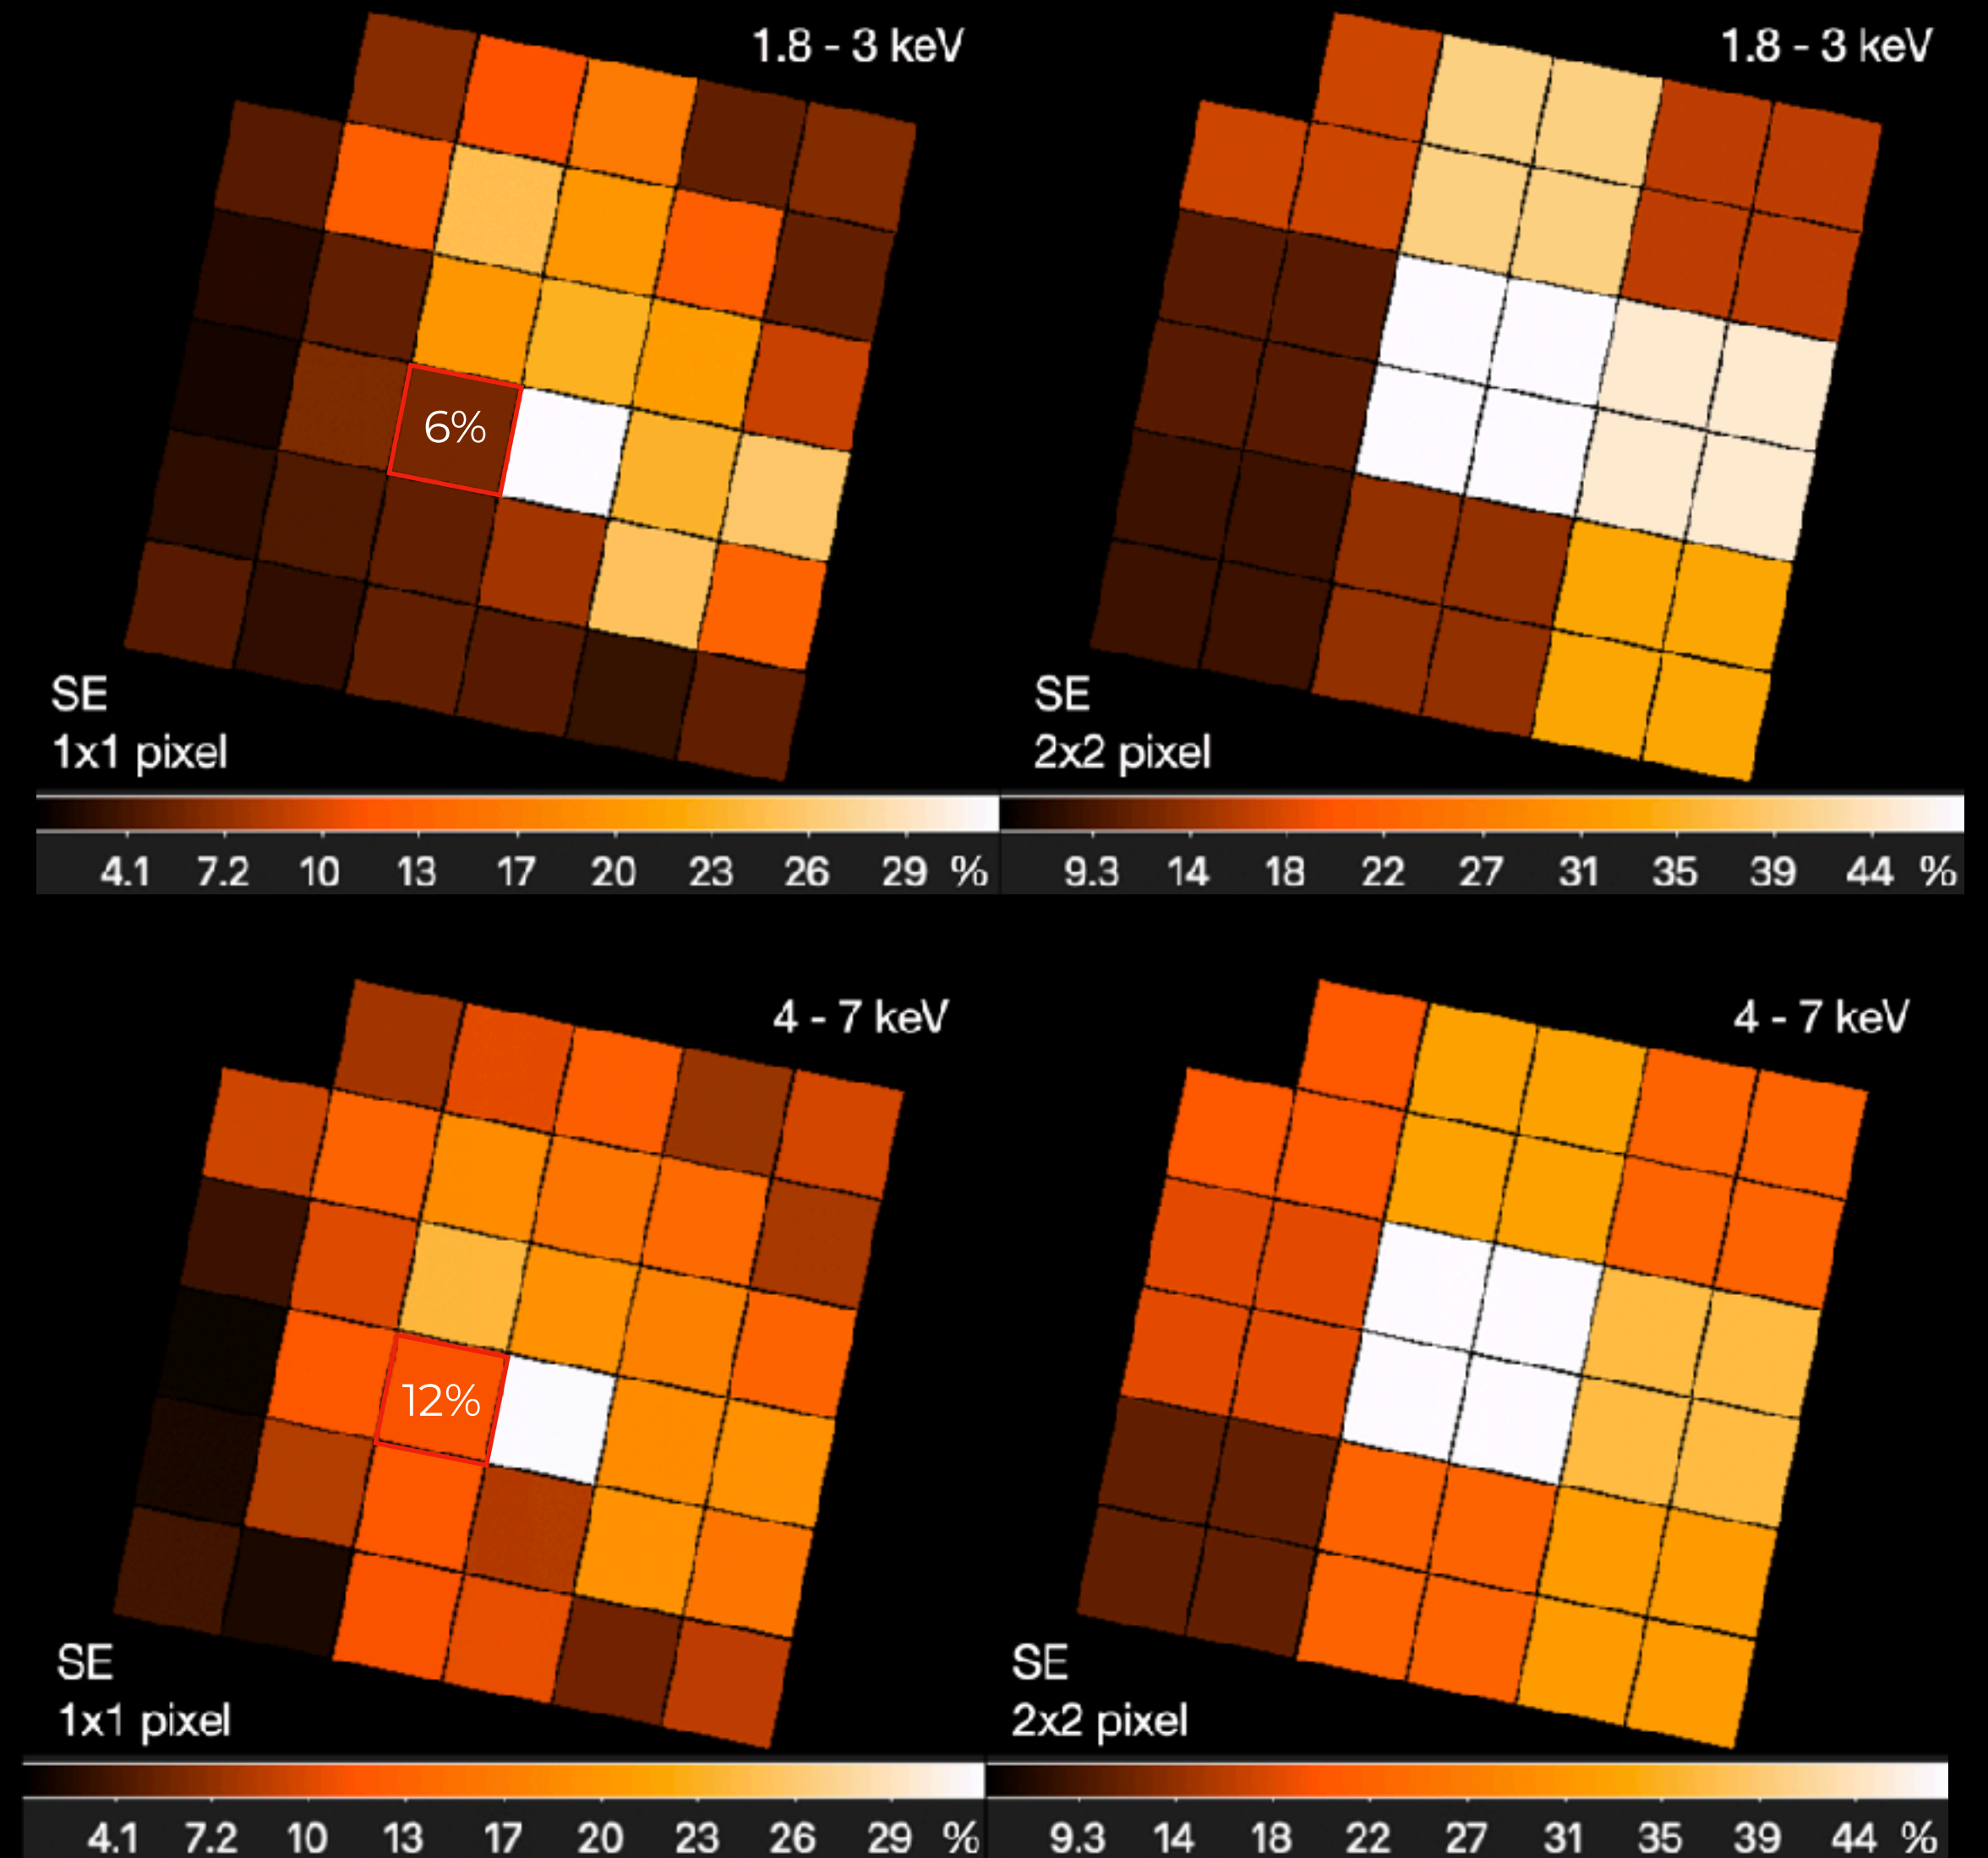 1.8 - 3 keV
6%
SE
1x1 pixel
4.1 7.2 10 13 17 20 23 26 29 %
1.8 - 3 keV
SE
2x2 pixel
9.3 14 18 22 27 31 35 39 44 %
4 - 7 keV
12%
SE
1x1 pixel
4.1 7.2 10 13 17 20 23 26 29 %
4 - 7 keV
SE
2x2 pixel
9.3 14 18 22 27 31 35 39 44 %